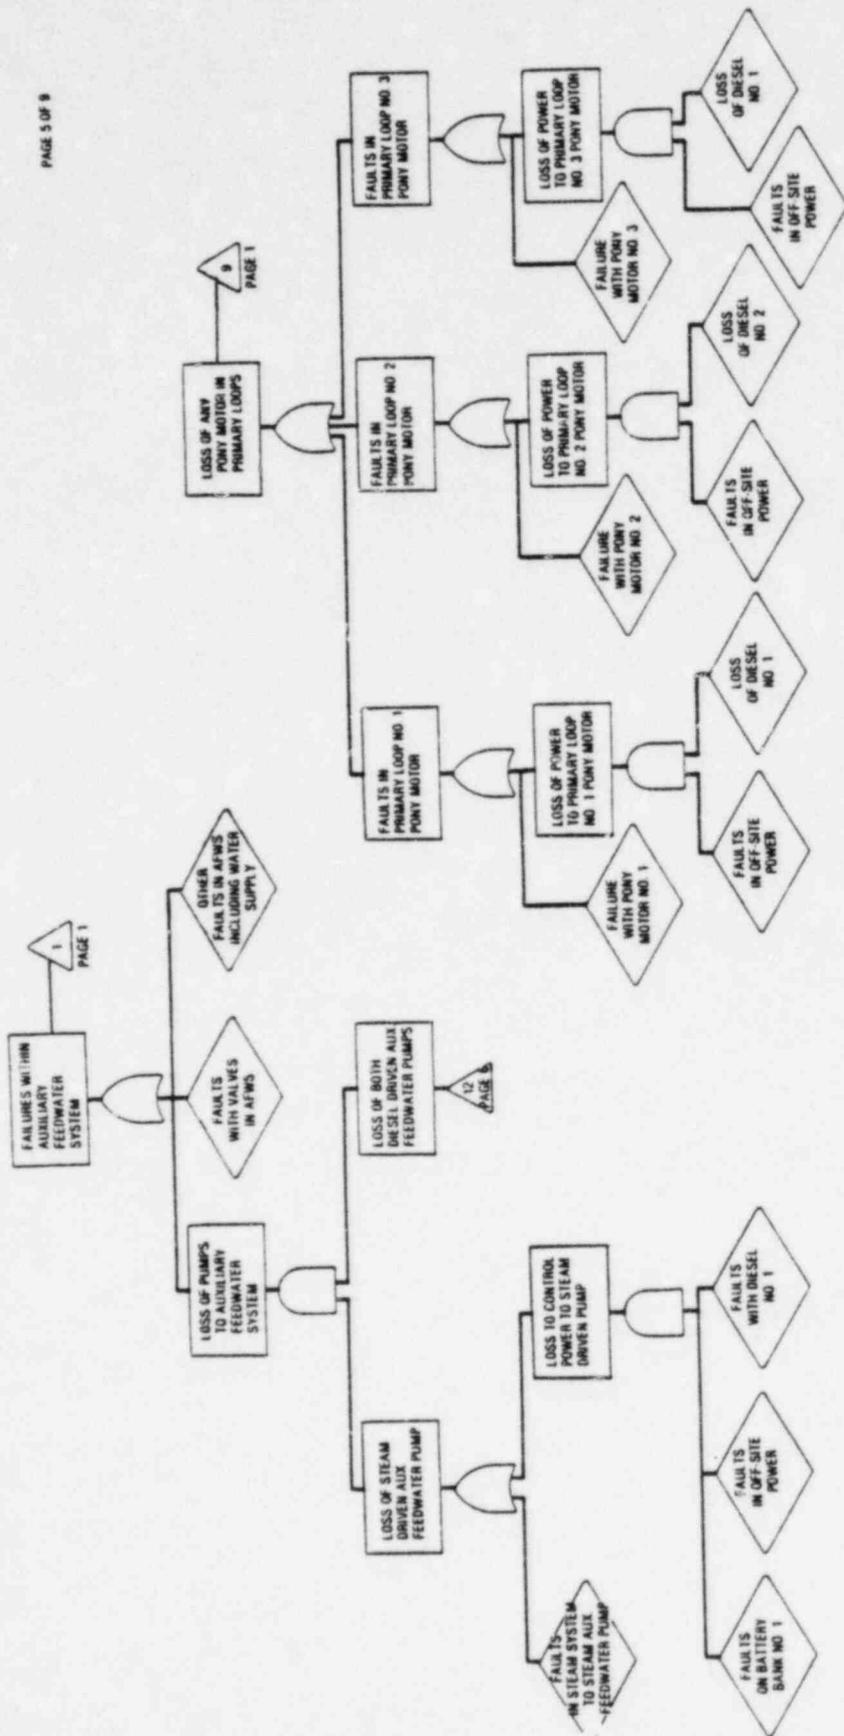 PAGE 5 OF 9
FAILURES WITHIN
AUXILIARY
FEEDWATER
SYSTEM
1
PAGE 1
LOSS OF PUMPS
TO AUXILIARY
FEEDWATER
SYSTEM
FAULTS
WITH VALVES
IN AFWS
OTHER
FAULTS IN AFWS
INCLUDING WATER
SUPPLY
LOSS OF STEAM
DRIVEN AUX
FEEDWATER PUMP
LOSS OF BOTH
DIESEL DRIVEN AUX
FEEDWATER PUMPS
12
PAGE 6
FAULTS
IN STEAM SYSTEM
TO STEAM AUX
FEEDWATER PUMP
LOSS TO CONTROL
POWER TO STEAM
DRIVEN PUMP
FAULTS
ON BATTERY
BANK NO 1
FAULTS
IN OFF-SITE
POWER
FAULTS
WITH DIESEL
NO 1
LOSS OF ANY
PONY MOTOR IN
PRIMARY LOOPS
9
PAGE 1
FAULTS IN
PRIMARY LOOP NO. 1
PONY MOTOR
FAULTS IN
PRIMARY LOOP NO. 2
PONY MOTOR
FAULTS IN
PRIMARY LOOP NO. 3
PONY MOTOR
FAILURE
WITH PONY
MOTOR NO. 1
LOSS OF POWER
TO PRIMARY LOOP
NO. 1 PONY MOTOR
FAILURE
WITH PONY
MOTOR NO. 2
LOSS OF POWER
TO PRIMARY LOOP
NO. 2 PONY MOTOR
FAILURE
WITH PONY
MOTOR NO. 3
LOSS OF POWER
TO PRIMARY LOOP
NO. 3 PONY MOTOR
FAULTS
IN OFF-SITE
POWER
LOSS
OF DIESEL
NO. 1
FAULTS
IN OFF-SITE
POWER
LOSS
OF DIESEL
NO. 2
FAULTS
IN OFF-SITE
POWER
LOSS
OF DIESEL
NO. 1